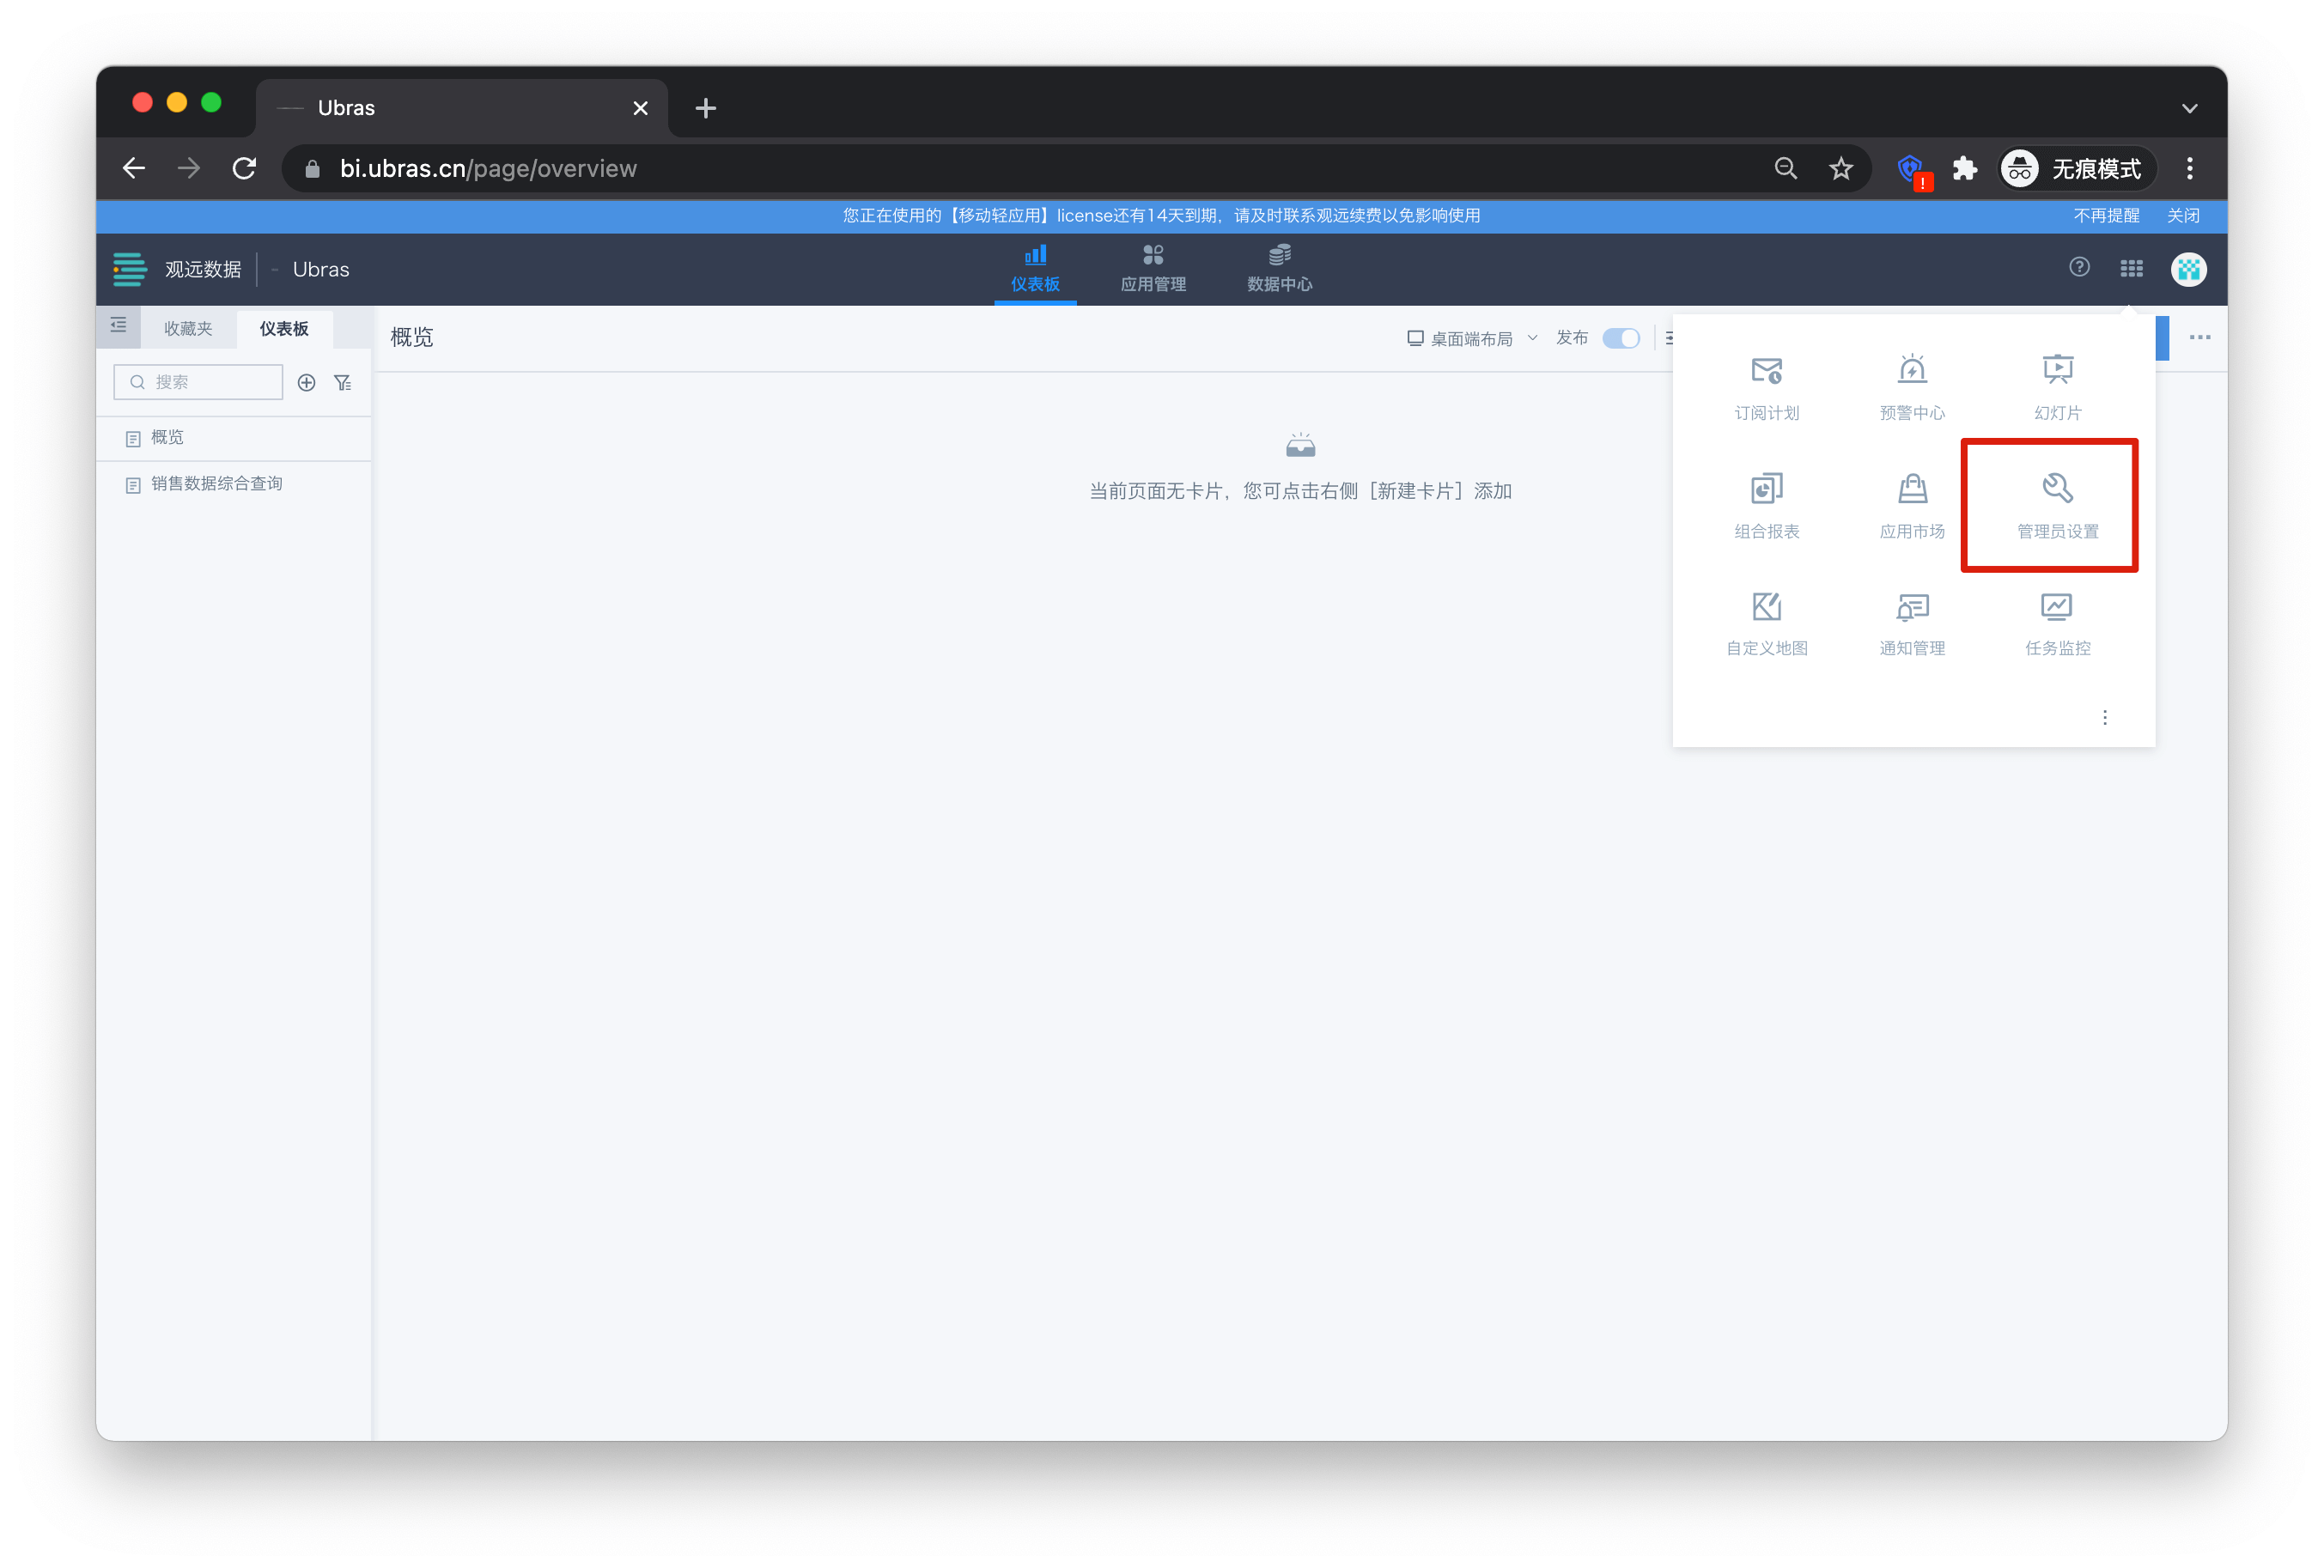 Ubras
bi.ubras.cn/page/overview
无痕模式
您正在使用的【移动轻应用】license还有14天到期，请及时联系观远续费以免影响使用
不再提醒 关闭
观远数据 - Ubras
仪表板 应用管理 数据中心
收藏夹 仪表板
概览
桌面端布局 发布
搜索
概览
销售数据综合查询
当前页面无卡片，您可点击右侧［新建卡片］添加
订阅计划 预警中心 幻灯片
组合报表 应用市场 管理员设置
自定义地图 通知管理 任务监控